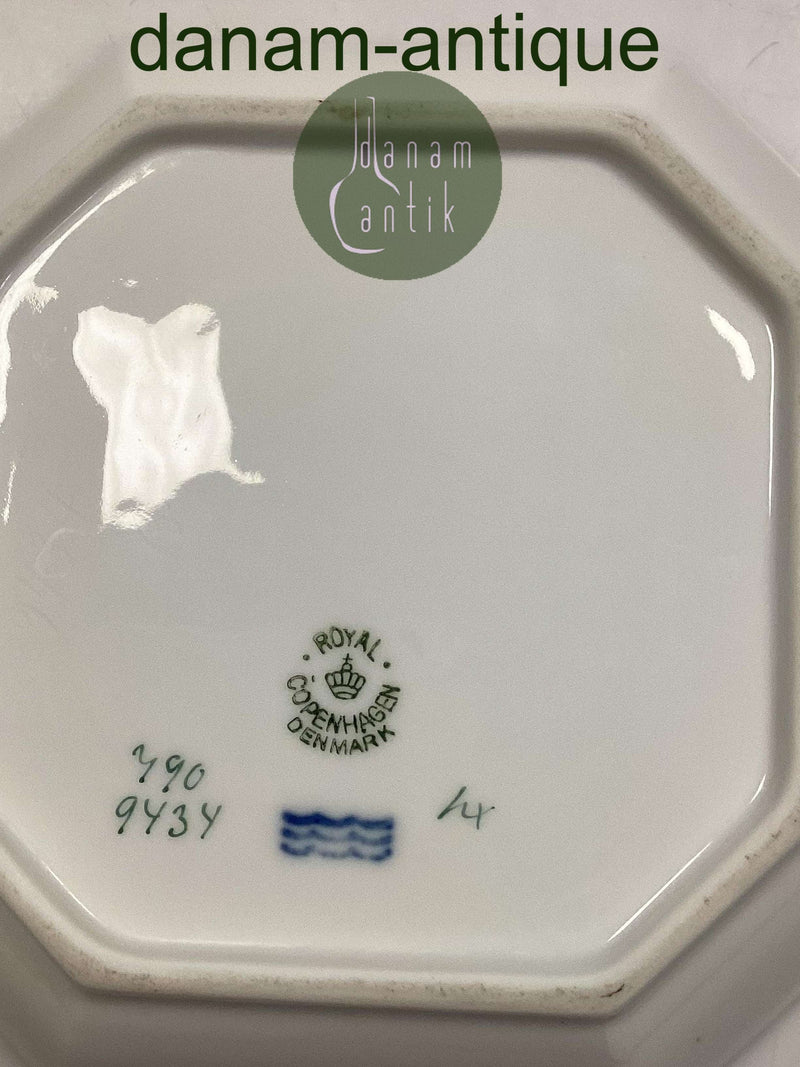 danam-antique
danam
antik
ROYAL
COPENHAGEN
DENMARK
790
9434